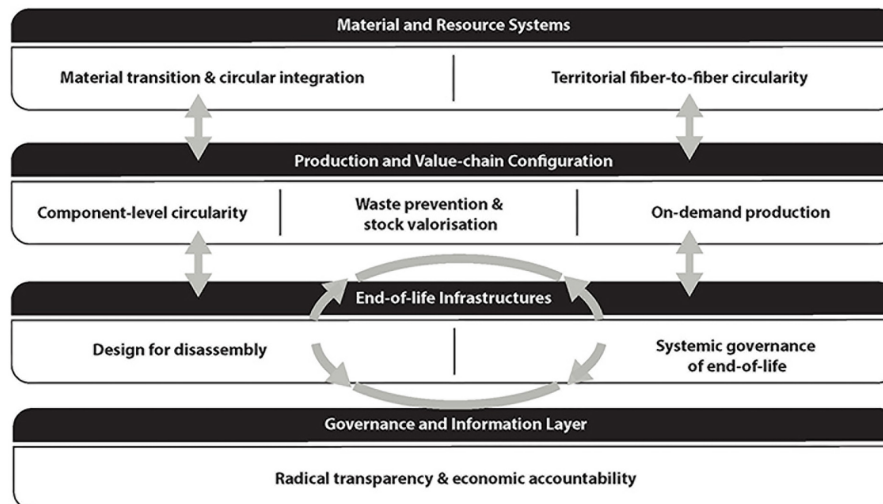 Material and Resource Systems
Material transition & circular integration
Territorial fiber-to-fiber circularity
Production and Value-chain Configuration
Component-level circularity
Waste prevention &
stock valorisation
On-demand production
End-of-life Infrastructures
Design for disassembly
Systemic governance
of end-of-life
Governance and Information Layer
Radical transparency & economic accountability